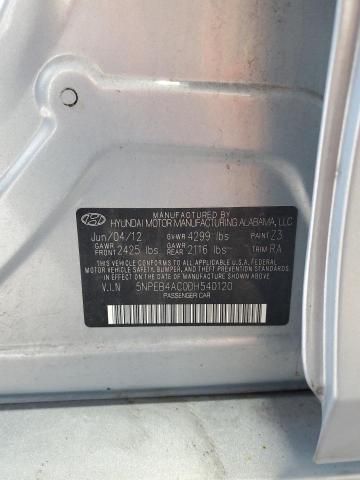 MANUFACTURED BY
HYUNDAI MOTOR MANUFACTURING ALABAMA, LLC
Jun/04/12 GVWR 4299 lbs PAINT Z3
GAWR FRONT 2425 lbs GAWR REAR 2116 lbs TRIM RA
THIS VEHICLE CONFORMS TO ALL APPLICABLE U.S.A. FEDERAL
MOTOR VEHICLE SAFETY, BUMPER, AND THEFT PREVENTION STANDARDS
IN EFFECT ON THE DATE OF MANUFACTURE SHOWN ABOVE.
V.I.N 5NPEB4AC0DH540120
PASSENGER CAR